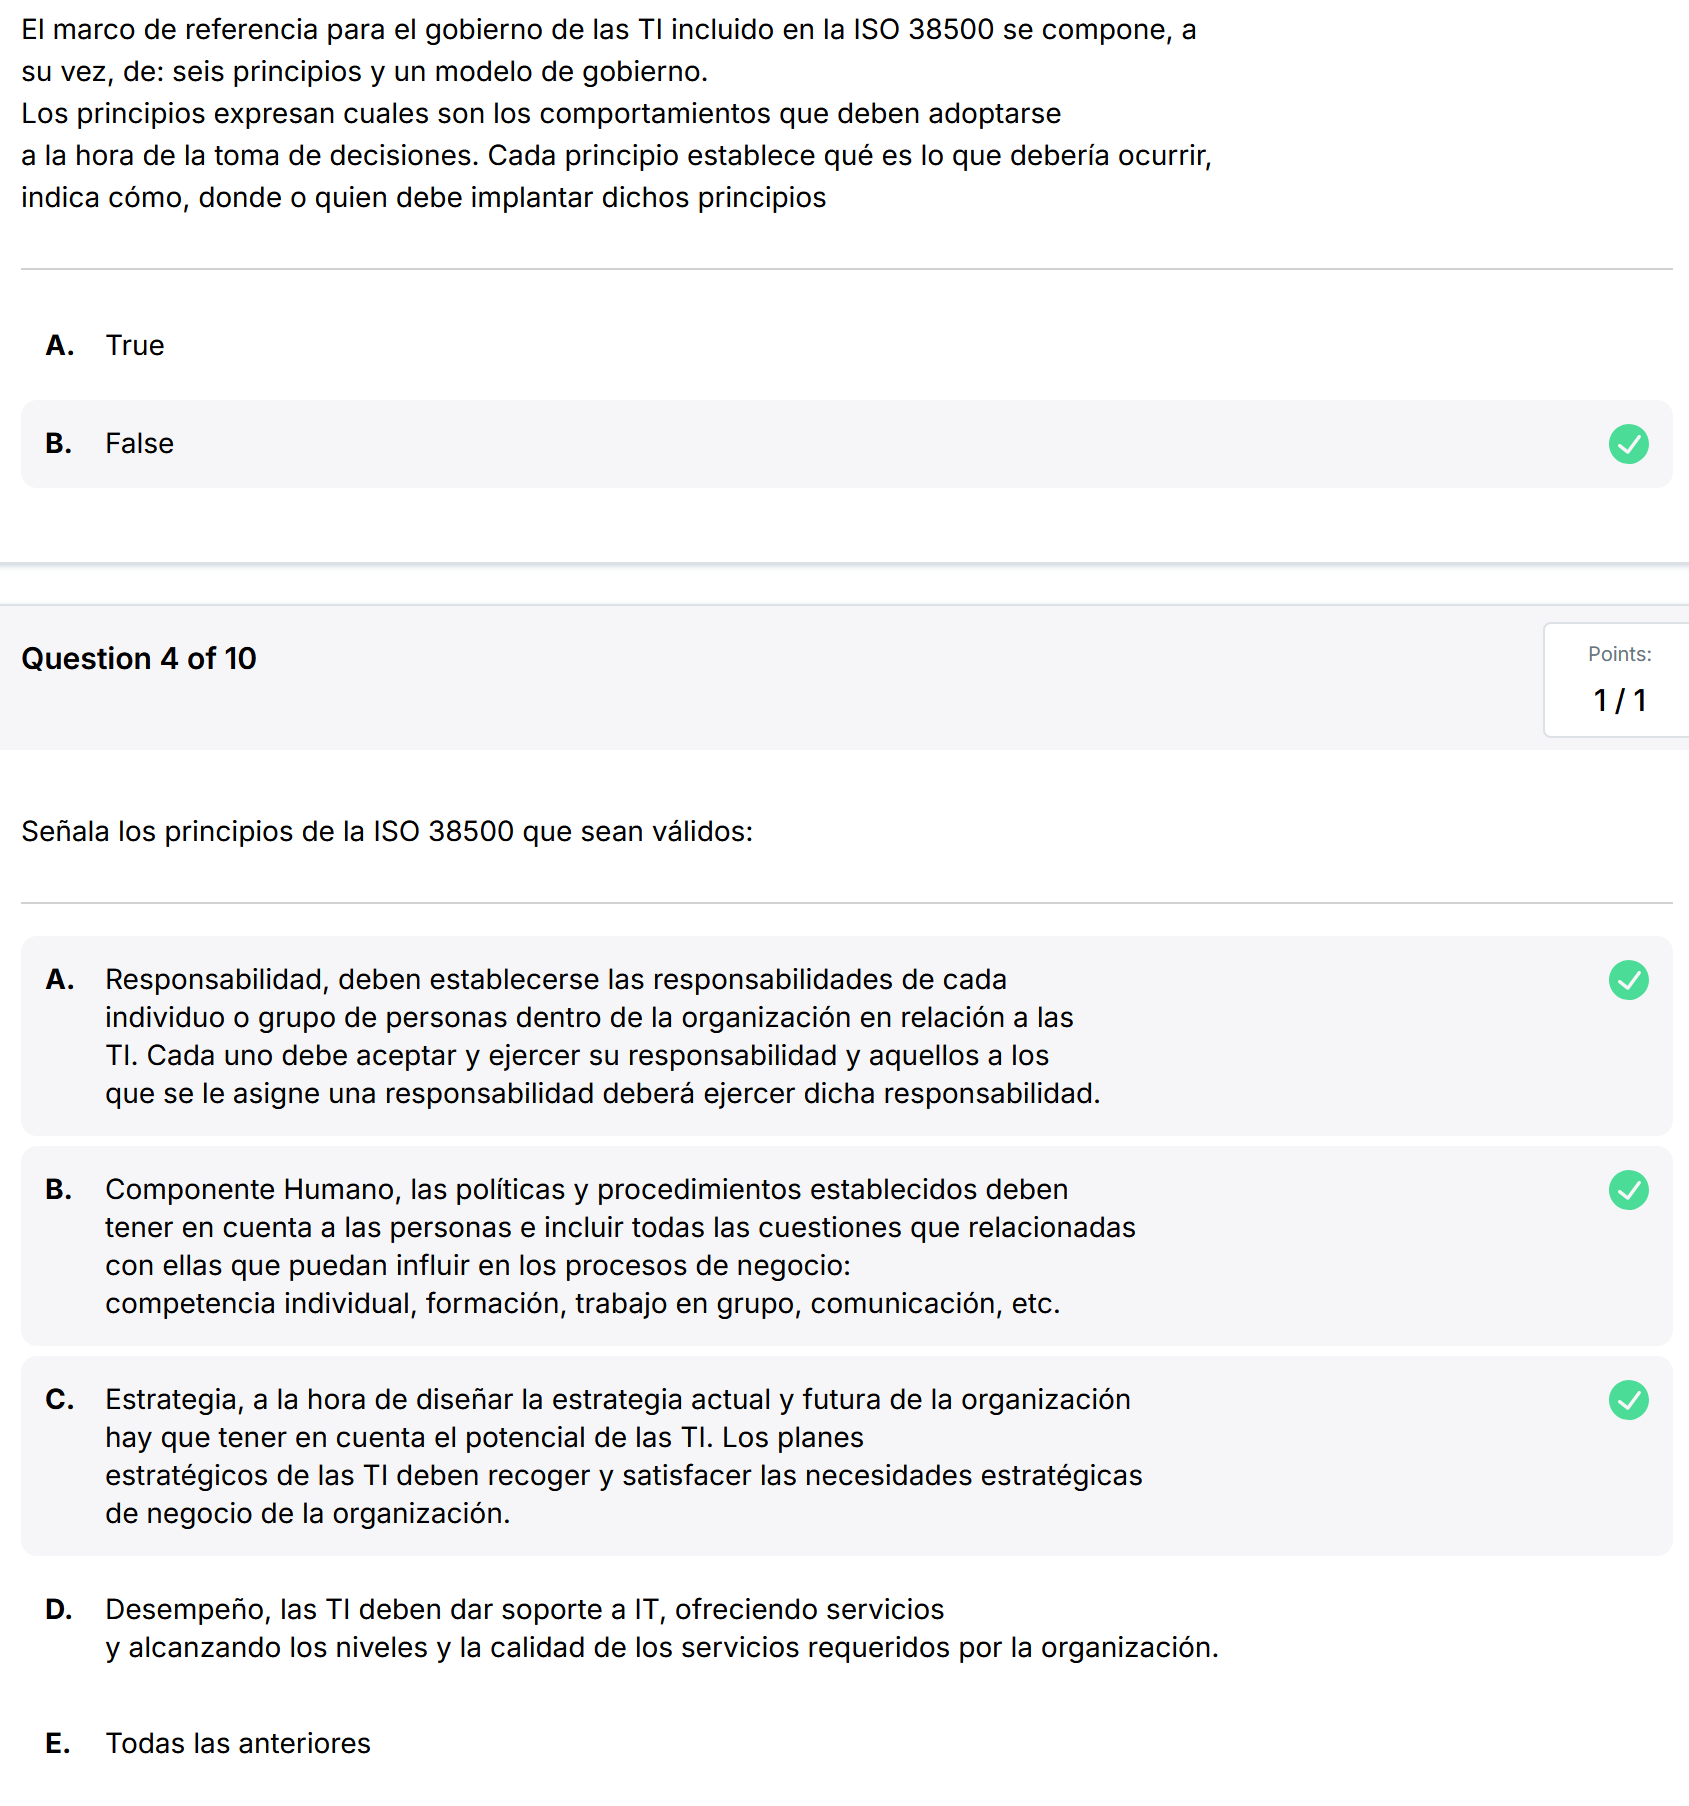 El marco de referencia para el gobierno de las TI incluido en la ISO 38500 se compone, a
su vez, de: seis principios y un modelo de gobierno.
Los principios expresan cuales son los comportamientos que deben adoptarse
a la hora de la toma de decisiones. Cada principio establece qué es lo que debería ocurrir,
indica cómo, donde o quien debe implantar dichos principios
A. True
B. False
Question 4 of 10
Points:
1 / 1
Señala los principios de la ISO 38500 que sean válidos:
A. Responsabilidad, deben establecerse las responsabilidades de cada
individuo o grupo de personas dentro de la organización en relación a las
TI. Cada uno debe aceptar y ejercer su responsabilidad y aquellos a los
que se le asigne una responsabilidad deberá ejercer dicha responsabilidad.
B. Componente Humano, las políticas y procedimientos establecidos deben
tener en cuenta a las personas e incluir todas las cuestiones que relacionadas
con ellas que puedan influir en los procesos de negocio:
competencia individual, formación, trabajo en grupo, comunicación, etc.
C. Estrategia, a la hora de diseñar la estrategia actual y futura de la organización
hay que tener en cuenta el potencial de las TI. Los planes
estratégicos de las TI deben recoger y satisfacer las necesidades estratégicas
de negocio de la organización.
D. Desempeño, las TI deben dar soporte a IT, ofreciendo servicios
y alcanzando los niveles y la calidad de los servicios requeridos por la organización.
E. Todas las anteriores